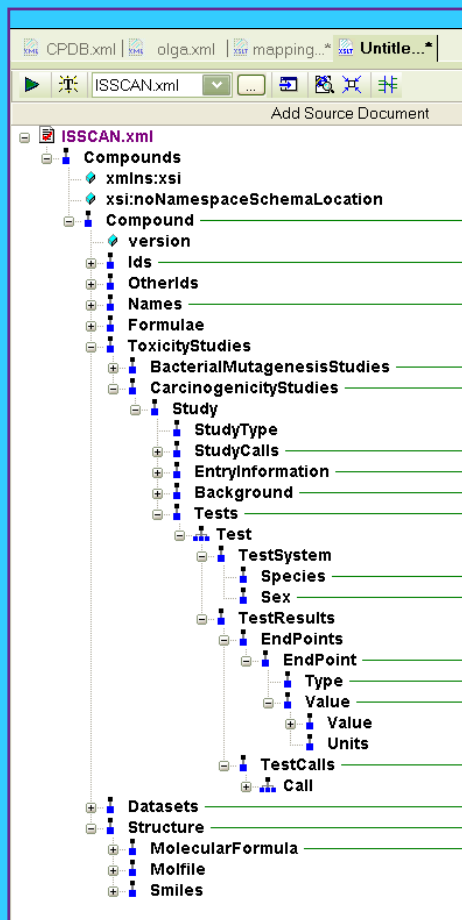 CPDB.xml olga.xml mapping...* Untitle...*
ISSCAN.xml ...
Add Source Document
ISSCAN.xml
Compounds
xmlns:xsi
xsi:noNamespaceSchemaLocation
Compound
version
Ids
OtherIds
Names
Formulae
ToxicityStudies
BacterialMutagenesisStudies
CarcinogenicityStudies
Study
StudyType
StudyCalls
EntryInformation
Background
Tests
Test
TestSystem
Species
Sex
TestResults
EndPoints
EndPoint
Type
Value
Value
Units
TestCalls
Call
Datasets
Structure
MolecularFormula
Molfile
Smiles